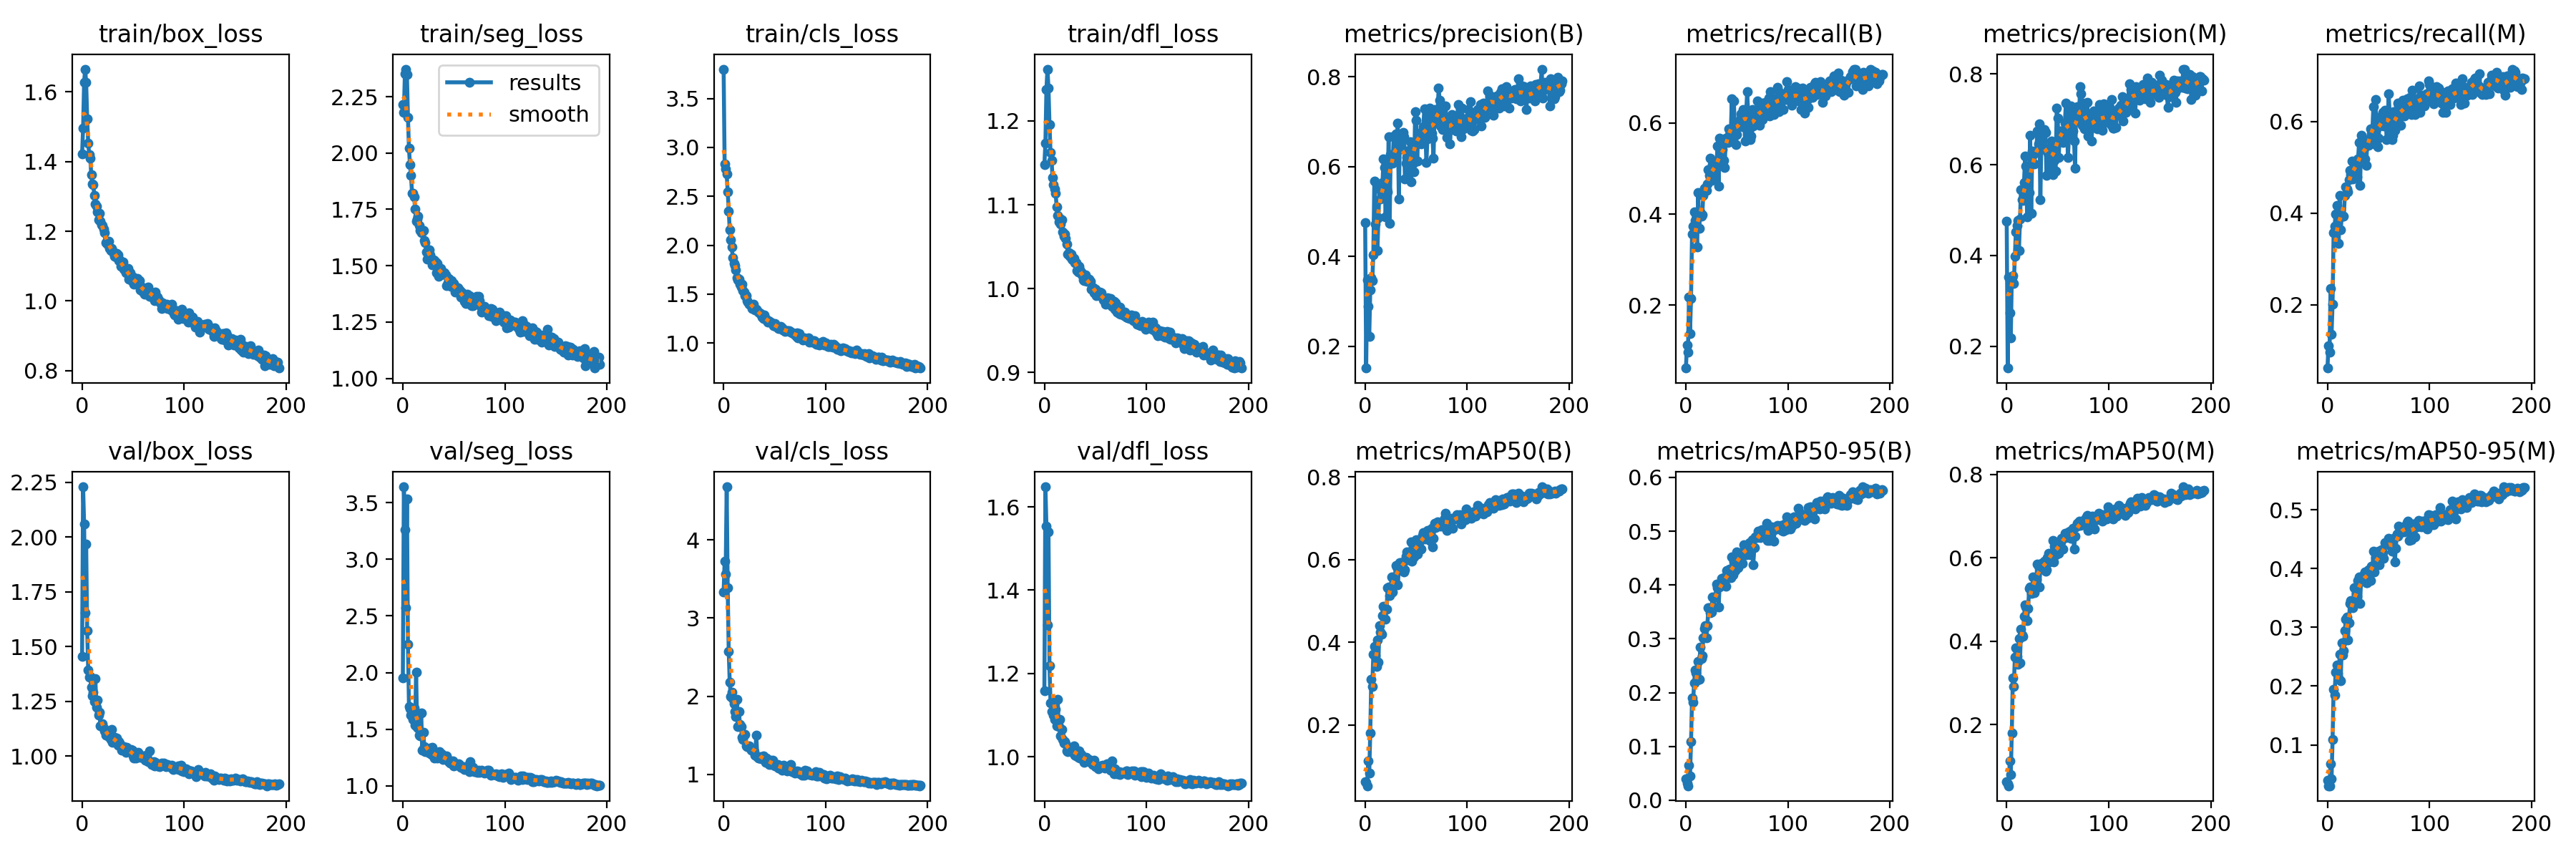 train/box_loss
train/seg_loss
train/cls_loss
train/dfl_loss
metrics/precision(B)
metrics/recall(B)
metrics/precision(M)
metrics/recall(M)
1.6
1.4
1.2
1.0
0.8
0 100 200
results
smooth
2.25
2.00
1.75
1.50
1.25
1.00
0 100 200
3.5
3.0
2.5
2.0
1.5
1.0
0 100 200
1.2
1.1
1.0
0.9
0 100 200
0.8
0.6
0.4
0.2
0 100 200
0.6
0.4
0.2
0 100 200
0.8
0.6
0.4
0.2
0 100 200
0.6
0.4
0.2
0 100 200
val/box_loss
val/seg_loss
val/cls_loss
val/dfl_loss
metrics/mAP50(B)
metrics/mAP50-95(B)
metrics/mAP50(M)
metrics/mAP50-95(M)
2.25
2.00
1.75
1.50
1.25
1.00
0 100 200
3.5
3.0
2.5
2.0
1.5
1.0
0 100 200
4
3
2
1
0 100 200
1.6
1.4
1.2
1.0
0 100 200
0.8
0.6
0.4
0.2
0 100 200
0.6
0.5
0.4
0.3
0.2
0.1
0.0
0 100 200
0.8
0.6
0.4
0.2
0 100 200
0.5
0.4
0.3
0.2
0.1
0 100 200